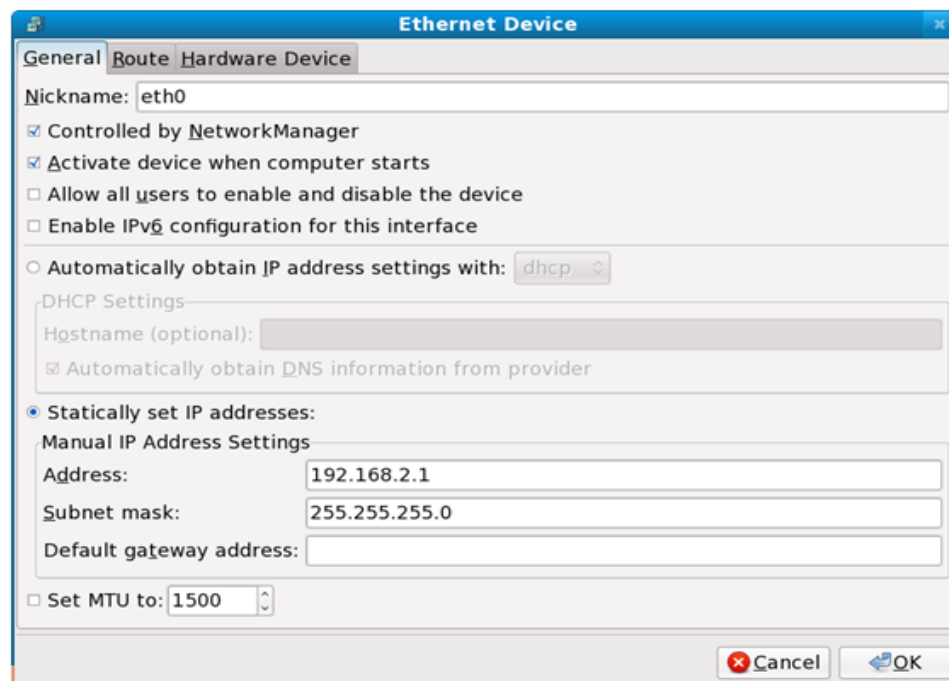 Ethernet Device
General Route Hardware Device
Nickname: eth0
Controlled by NetworkManager
Activate device when computer starts
Allow all users to enable and disable the device
Enable IPv6 configuration for this interface
Automatically obtain IP address settings with: dhcp
DHCP Settings
Hostname (optional):
Automatically obtain DNS information from provider
Statically set IP addresses:
Manual IP Address Settings
Address: 192.168.2.1
Subnet mask: 255.255.255.0
Default gateway address:
Set MTU to: 1500
Cancel OK